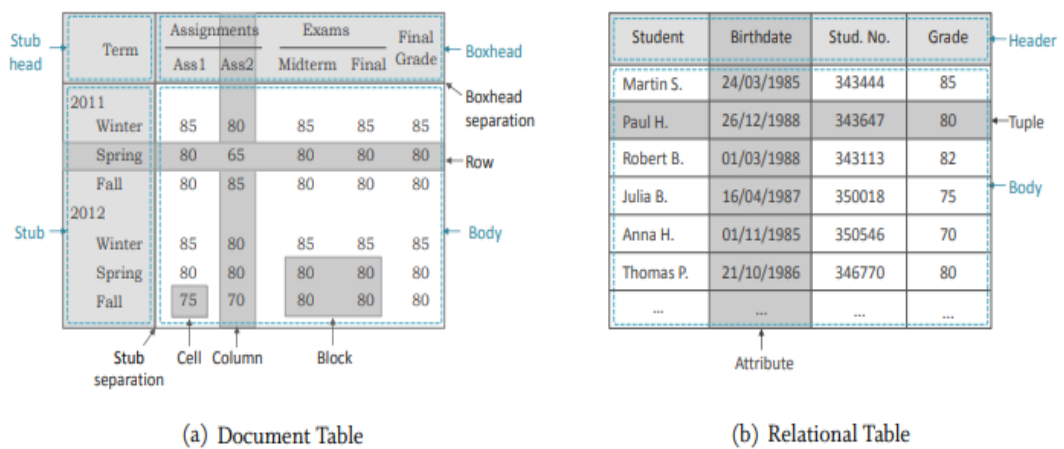 Stub head
Term
Assignments Exams Final Grade
Ass1 Ass2 Midterm Final
Boxhead
Boxhead separation
2011
Winter 85 80 85 85 85
Spring 80 65 80 80 80
Row
Fall 80 85 80 80 80
2012
Stub
Body
Winter 85 80 85 85 85
Spring 80 80 80 80 80
Fall 75 70 80 80 80
Stub separation
Cell Column Block
(a) Document Table
Student Birthdate Stud. No. Grade
Header
Martin S. 24/03/1985 343444 85
Paul H. 26/12/1988 343647 80
Tuple
Robert B. 01/03/1988 343113 82
Julia B. 16/04/1987 350018 75
Body
Anna H. 01/11/1985 350546 70
Thomas P. 21/10/1986 346770 80
... ... ... ...
Attribute
(b) Relational Table